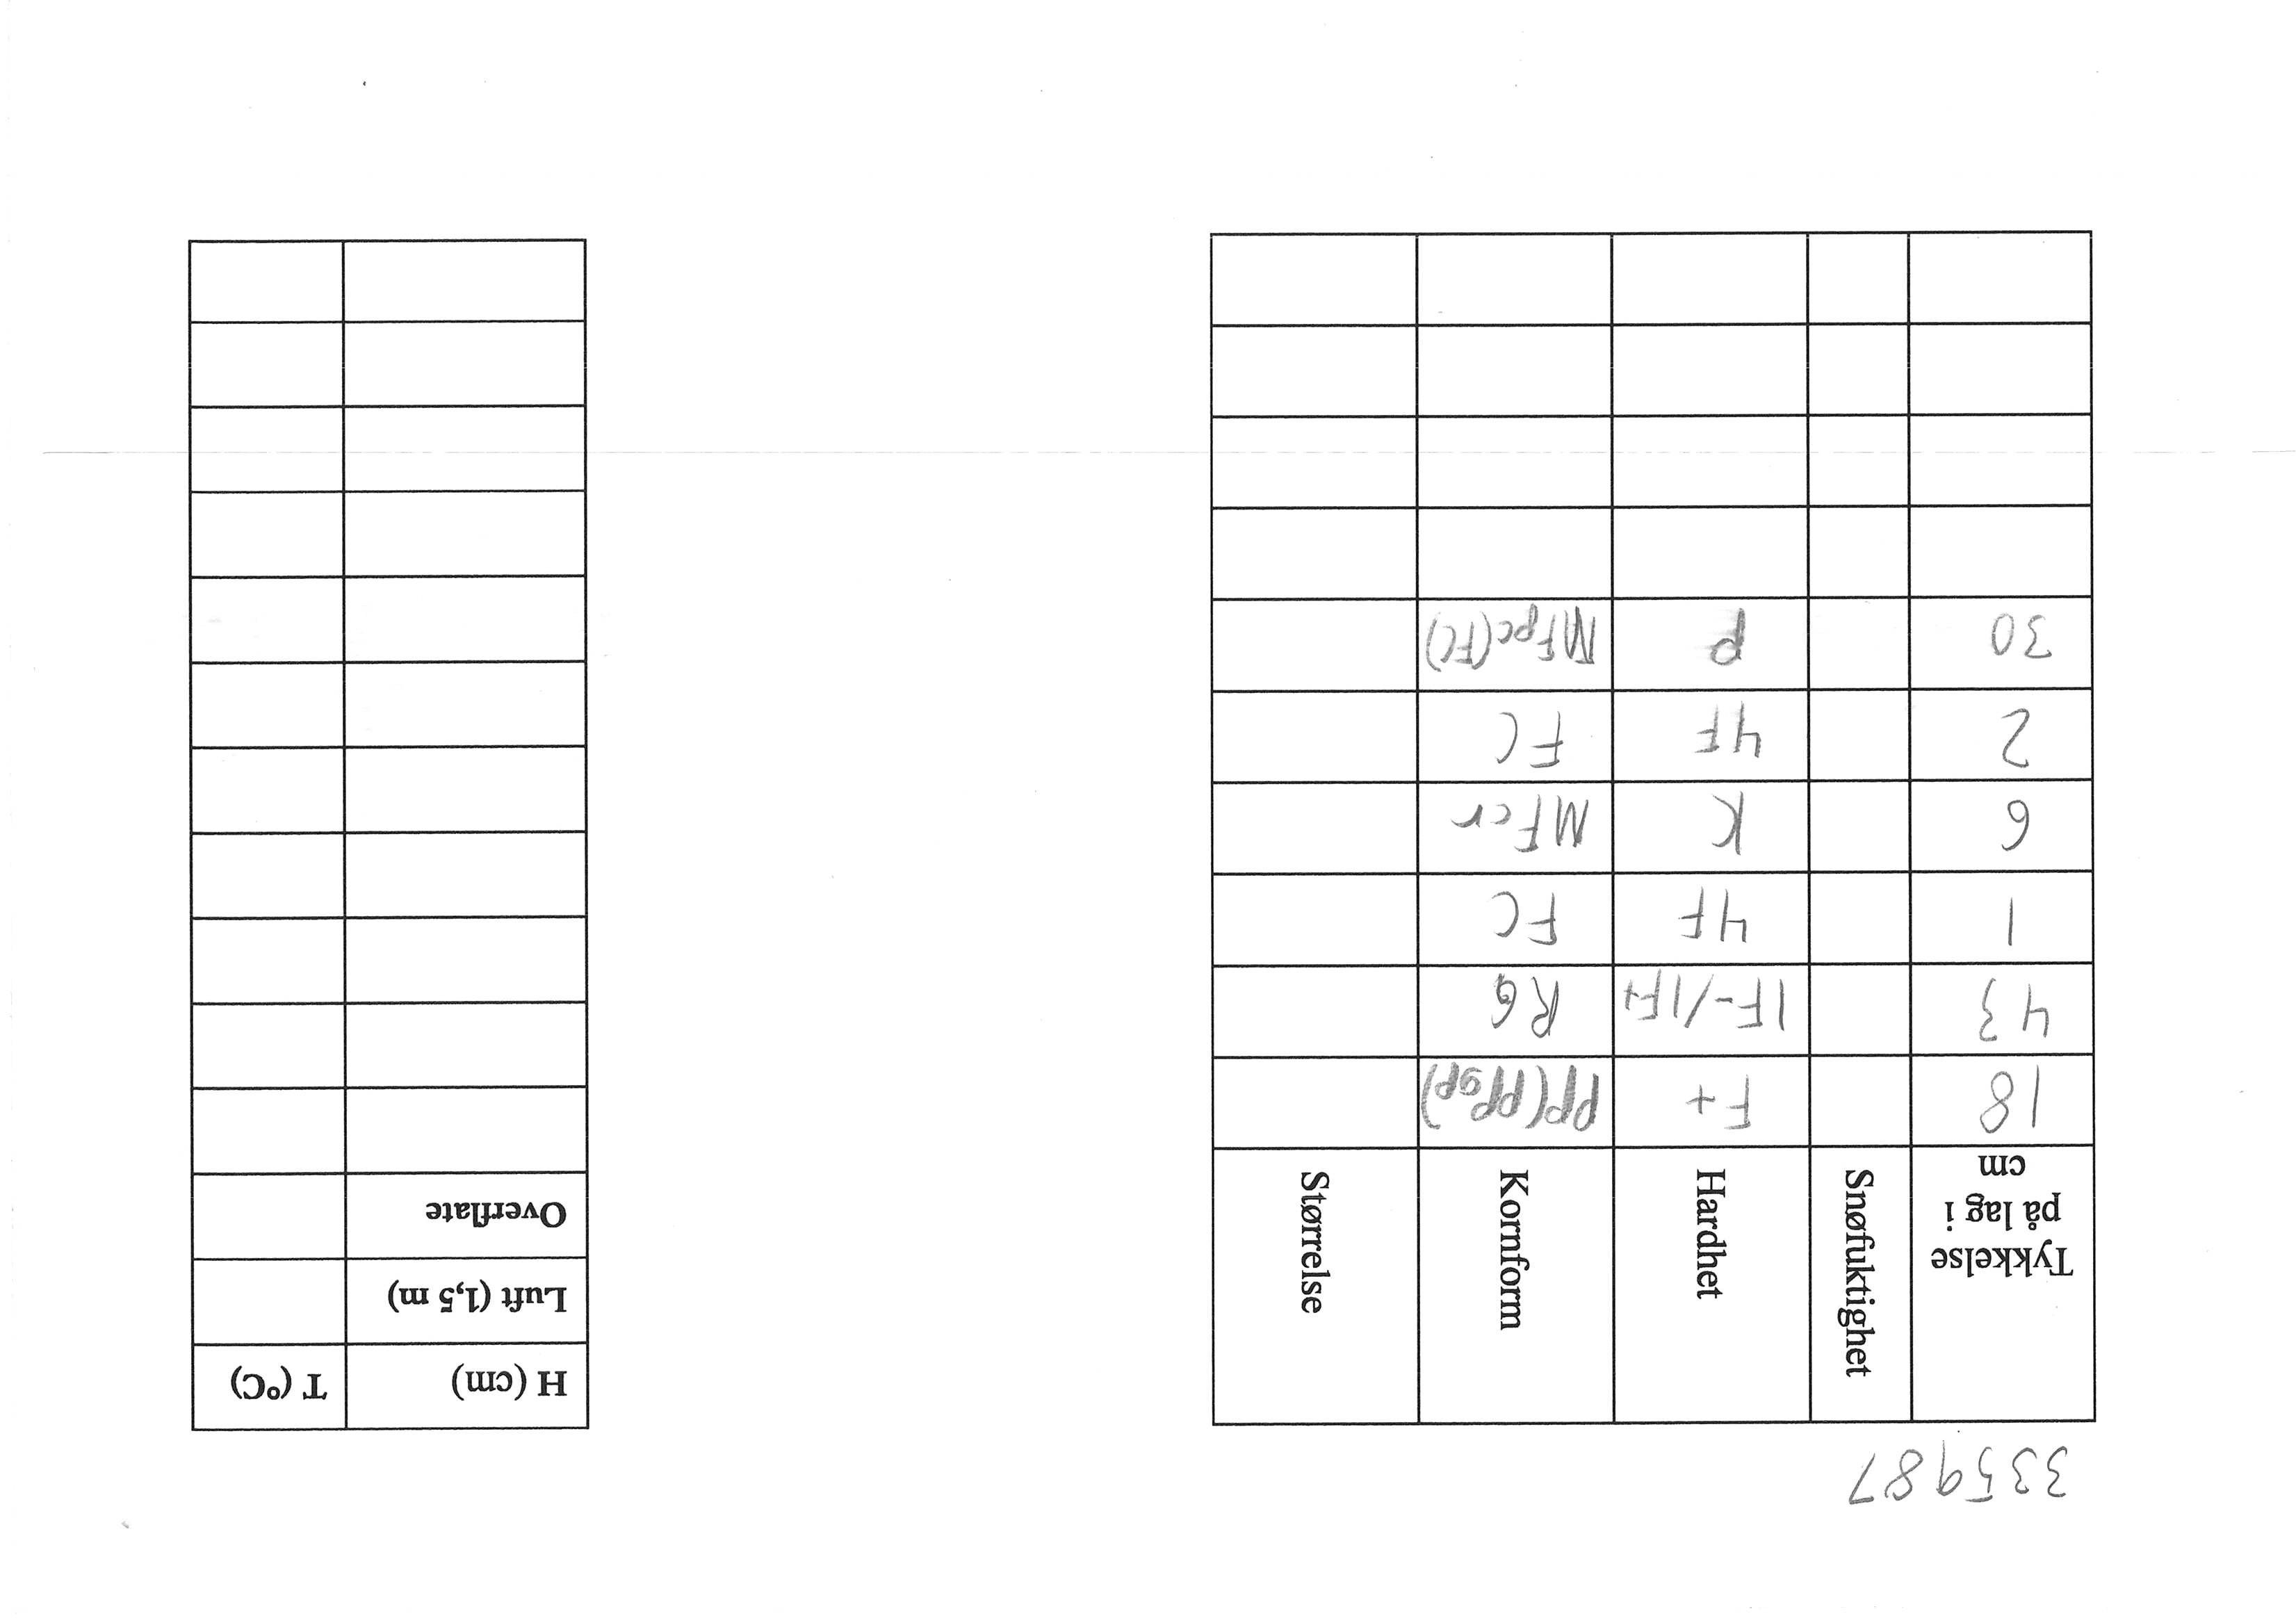 335987
Tykkelse på lag i cm Snøfuktighet Hardhet Kornform Størrelse
18 F+ PP(PPgp)
43 1F-/1F+ RG
1 4F FC
6 K MFcr
2 4F FC
30 P MFpc(FC)
H (cm) T (ºC)
Luft (1,5 m)
Overflate